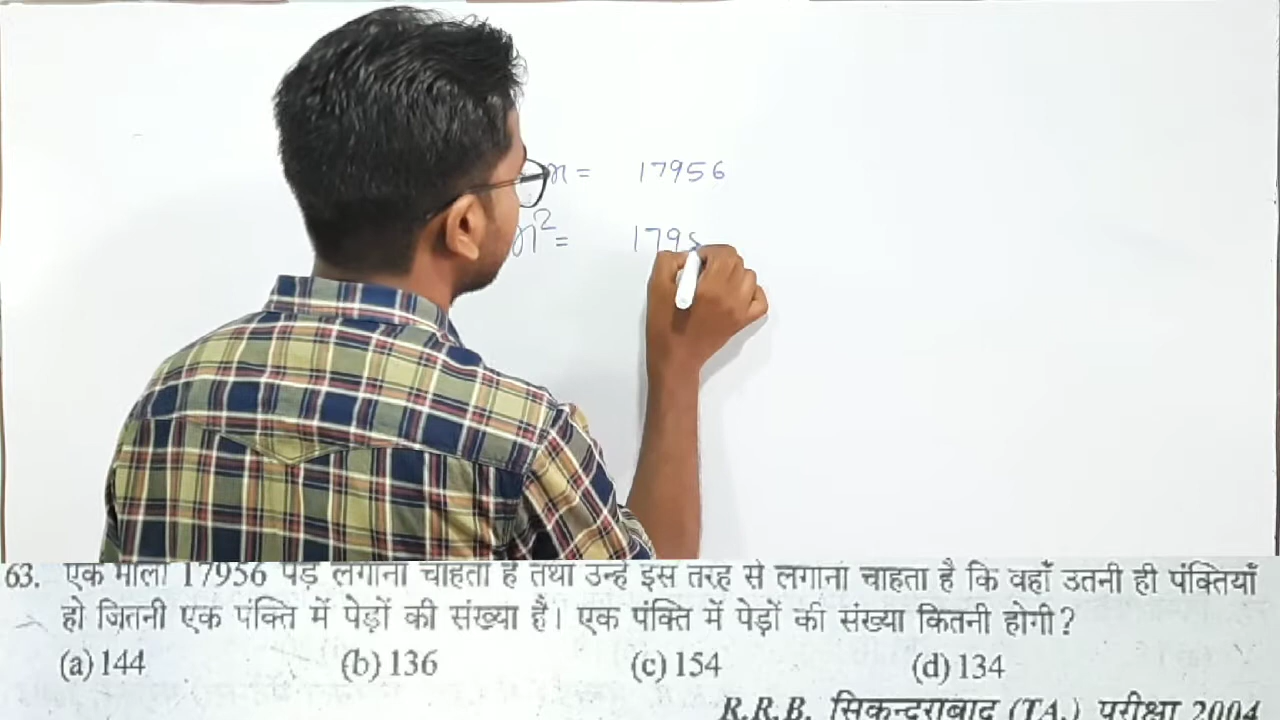 n = 17956
n² = 179
63. एक माली 17956 पेड़ लगाना चाहता है तथा उन्हें इस तरह से लगाना चाहता है कि वहाँ उतनी ही पंक्तियाँ
हो जितनी एक पंक्ति में पेड़ों की संख्या है। एक पंक्ति में पेड़ों की संख्या कितनी होगी?
(a) 144 (b) 136 (c) 154 (d) 134
R.R.B. सिकन्दराबाद (T.A.) परीक्षा 2004